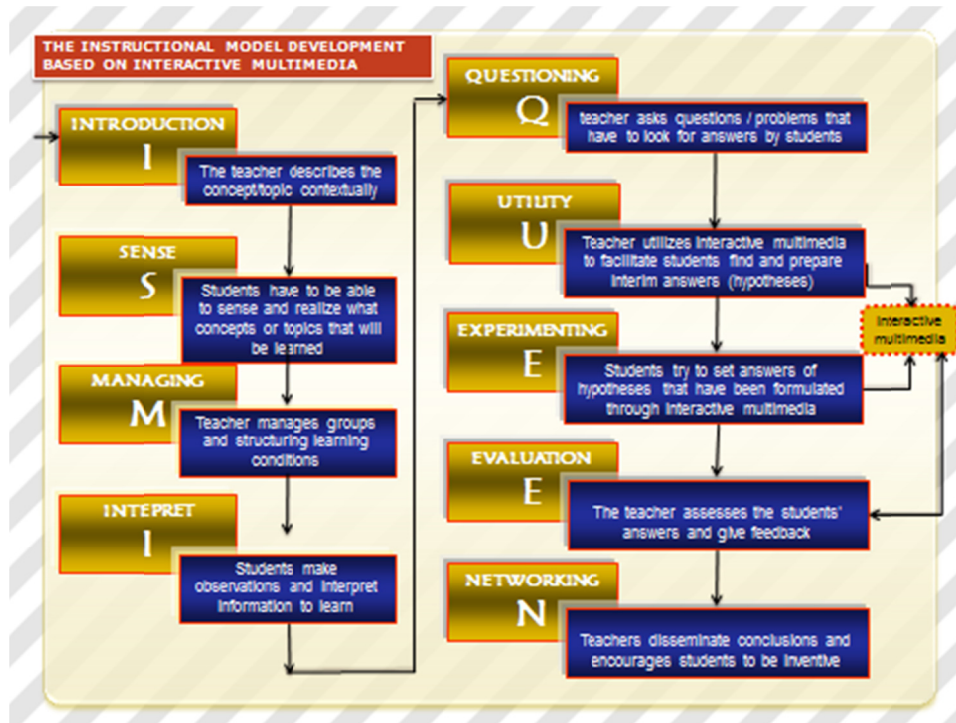 THE INSTRUCTIONAL MODEL DEVELOPMENT
BASED ON INTERACTIVE MULTIMEDIA
INTRODUCTION
I
The teacher describes the
concept/topic contextually
SENSE
S
Students have to be able
to sense and realize what
concepts or topics that will
be learned
MANAGING
M
Teacher manages groups
and structuring learning
conditions
INTEPRET
I
Students make
observations and interpret
information to learn
QUESTIONING
Q
teacher asks questions / problems that
have to look for answers by students
UTILITY
U
Teacher utilizes interactive multimedia
to facilitate students find and prepare
interim answers (hypotheses)
EXPERIMENTING
E
Students try to set answers of
hypotheses that have been formulated
through interactive multimedia
Interactive
multimedia
EVALUATION
E
The teacher assesses the students'
answers and give feedback
NETWORKING
N
Teachers disseminate conclusions and
encourages students to be inventive